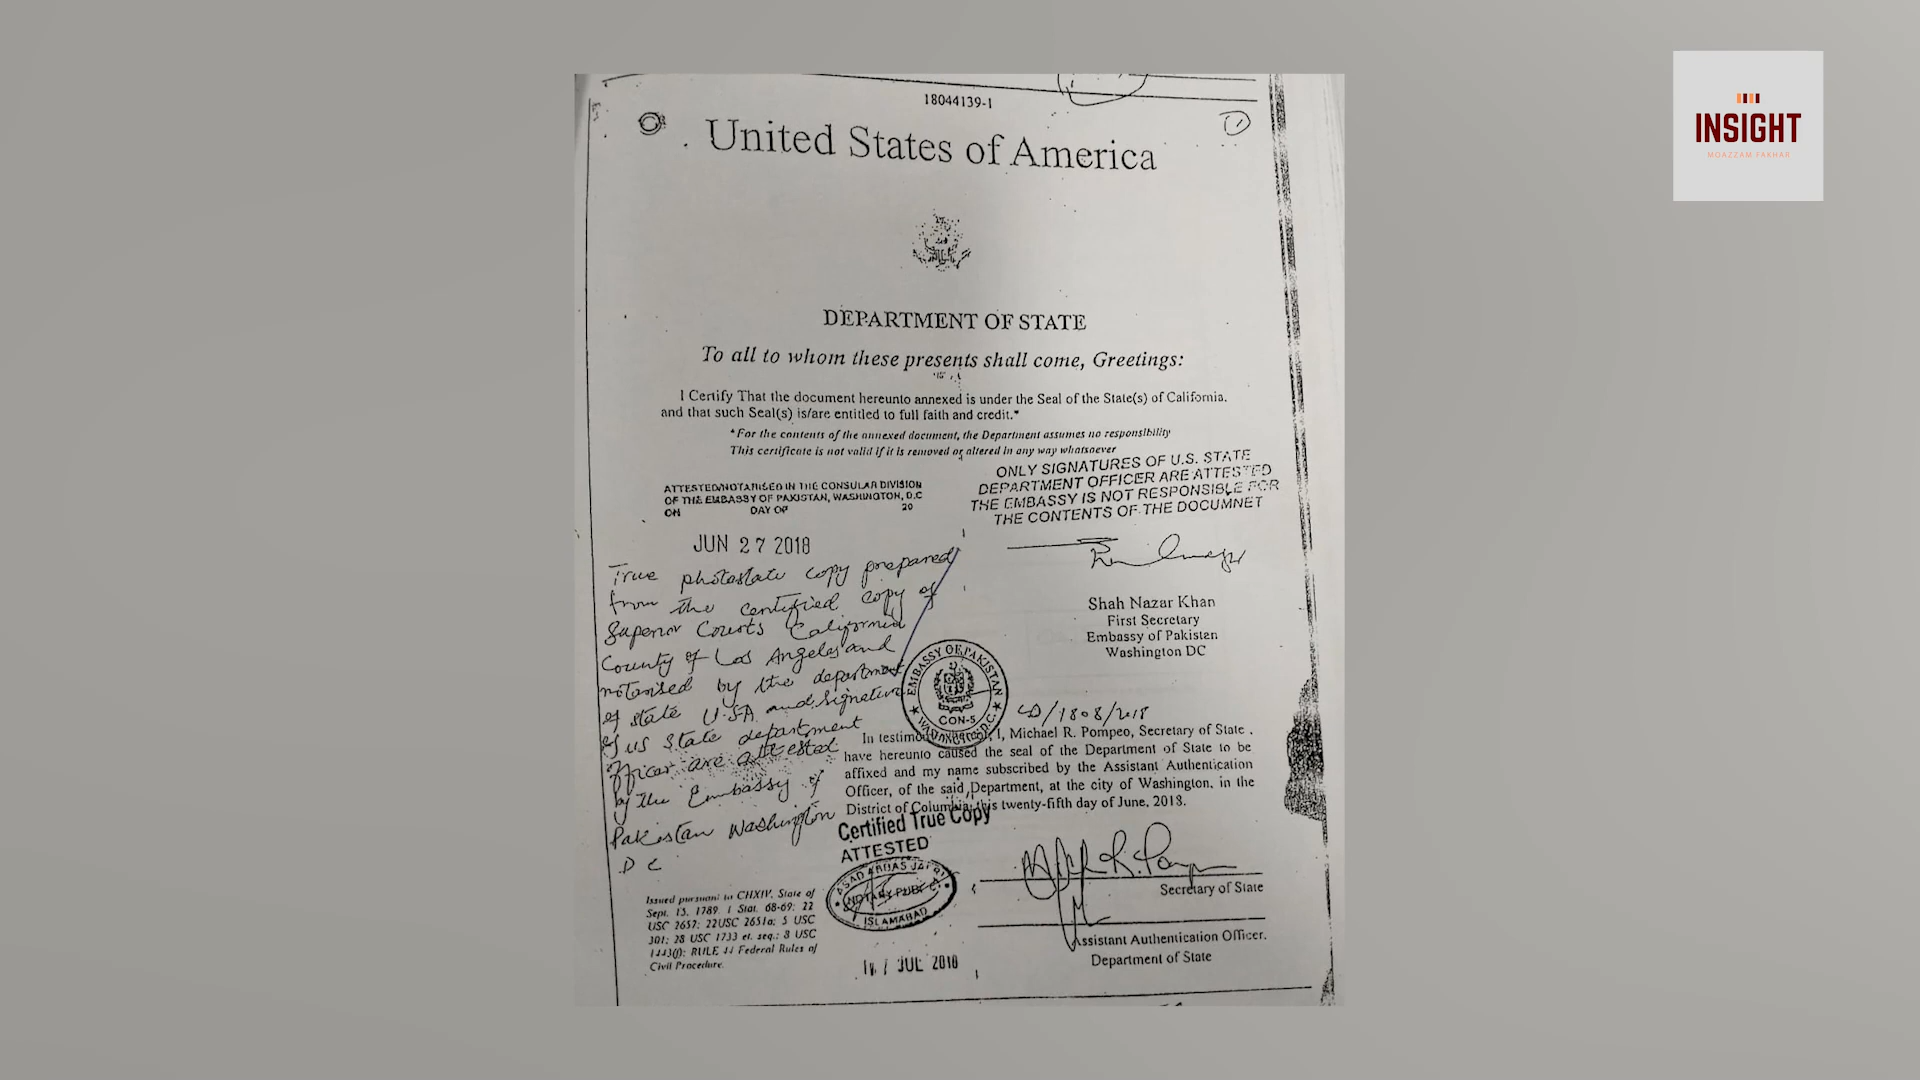 18044139-1
United States of America
DEPARTMENT OF STATE
To all to whom these presents shall come, Greetings:
I Certify That the document hereunto annexed is under the Seal of the State(s) of California,
and that such Seal(s) is/are entitled to full faith and credit.*
*For the contents of the annexed document, the Department assumes no responsibility
This certificate is not valid if it is removed or altered in any way whatsoever
ATTESTED/NOTARISED IN THE CONSULAR DIVISION
OF THE EMBASSY OF PAKISTAN, WASHINGTON, D.C
ON DAY OF 20
JUN 27 2018
ONLY SIGNATURES OF U.S. STATE
DEPARTMENT OFFICER ARE ATTESTED
THE EMBASSY IS NOT RESPONSIBLE FOR
THE CONTENTS OF THE DOCUMNET
Shah Nazar Khan
First Secretary
Embassy of Pakistan
Washington DC
True photostate copy prepared
from the certified copy of
Superior Courts California
County of Los Angeles and
notarised by the department
of state U.S.A and signature
of us state department
officer are attested
by the Embassy of
Pakistan Washington
D C
EMBASSY OF PAKISTAN
CON-5
WASHINGTON D.C.
/1808/2018
In testimony whereof, I, Michael R. Pompeo, Secretary of State,
have hereunto caused the seal of the Department of State to be
affixed and my name subscribed by the Assistant Authentication
Officer, of the said Department, at the city of Washington, in the
District of Columbia, this twenty-fifth day of June, 2018.
Certified True Copy
ATTESTED
ASAD ABBAS JAFRI
NOTARY PUBLIC
ISLAMABAD
JUL 2018
Secretary of State
Assistant Authentication Officer,
Department of State
Issued pursuant to CHXIV, State of
Sept. 15, 1789, 1 Stat. 68-69; 22
USC 2657; 22USC 2651a; 5 USC
301; 28 USC 1733 et. seq.; 8 USC
1443(f); RULE 44 Federal Rules of
Civil Procedure.
INSIGHT
MOAZZAM FAKHAR